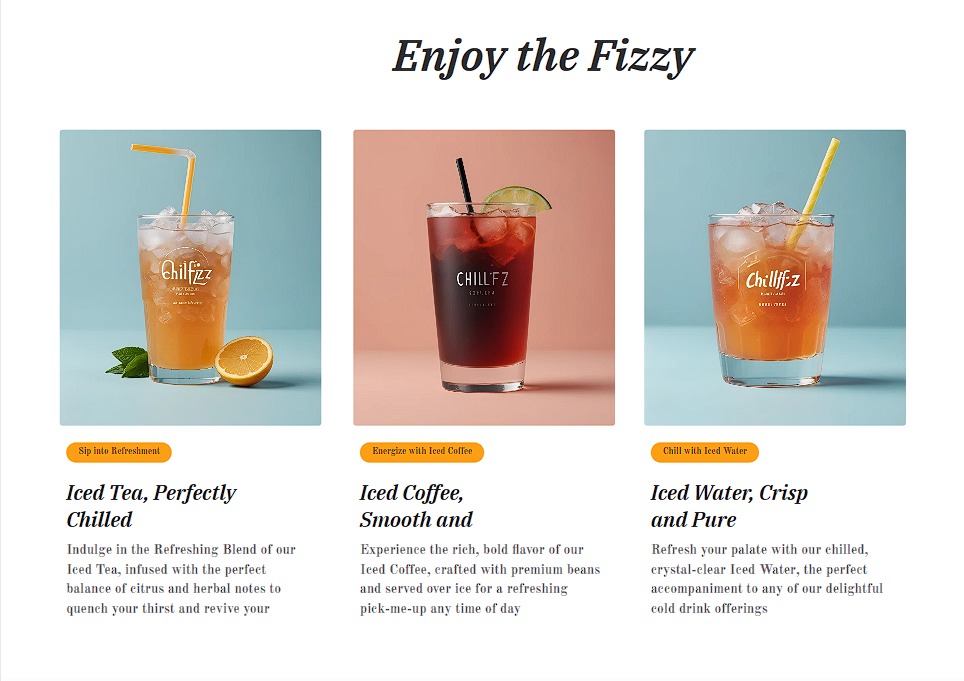 Enjoy the Fizzy
Chilfizz
CHILL'FZ
Chillffzz
Sip into Refreshment
Energize with Iced Coffee
Chill with Iced Water
Iced Tea, Perfectly
Chilled
Iced Coffee,
Smooth and
Iced Water, Crisp
and Pure
Indulge in the Refreshing Blend of our
Iced Tea, infused with the perfect
balance of citrus and herbal notes to
quench your thirst and revive your
Experience the rich, bold flavor of our
Iced Coffee, crafted with premium beans
and served over ice for a refreshing
pick-me-up any time of day
Refresh your palate with our chilled,
crystal-clear Iced Water, the perfect
accompaniment to any of our delightful
cold drink offerings